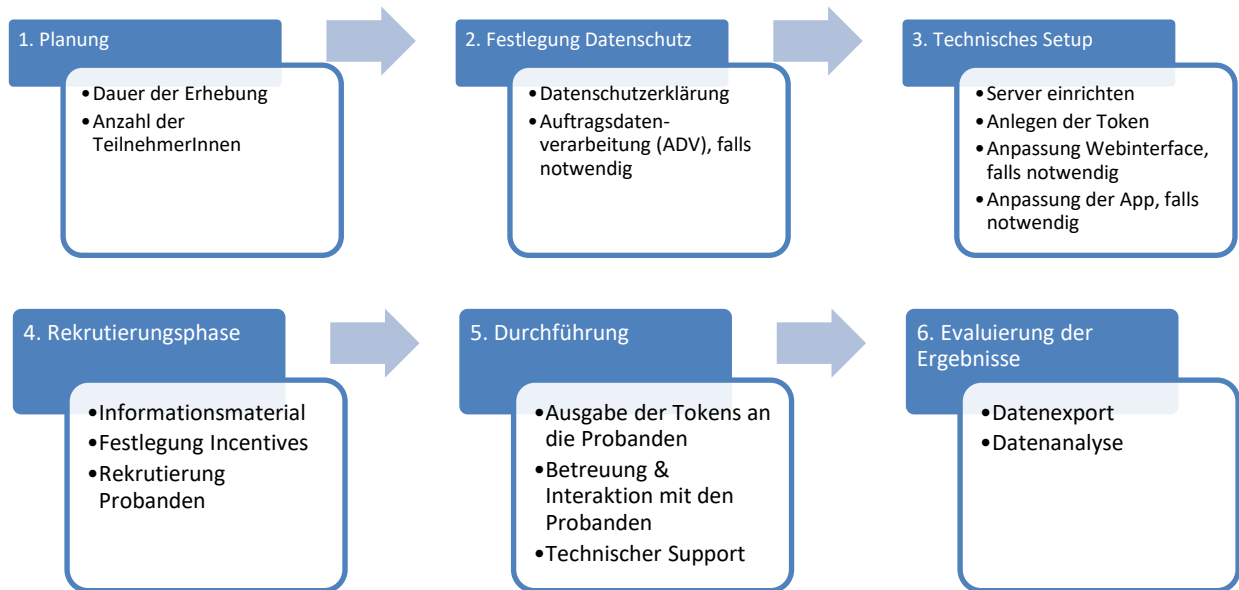 1. Planung
• Dauer der Erhebung
• Anzahl der
TeilnehmerInnen
2. Festlegung Datenschutz
• Datenschutzerklärung
• Auftragsdaten-
verarbeitung (ADV), falls
notwendig
3. Technisches Setup
• Server einrichten
• Anlegen der Token
• Anpassung Webinterface,
falls notwendig
• Anpassung der App, falls
notwendig
4. Rekrutierungsphase
• Informationsmaterial
• Festlegung Incentives
• Rekrutierung
Probanden
5. Durchführung
• Ausgabe der Tokens an
die Probanden
• Betreuung &
Interaktion mit den
Probanden
• Technischer Support
6. Evaluierung der
Ergebnisse
• Datenexport
• Datenanalyse